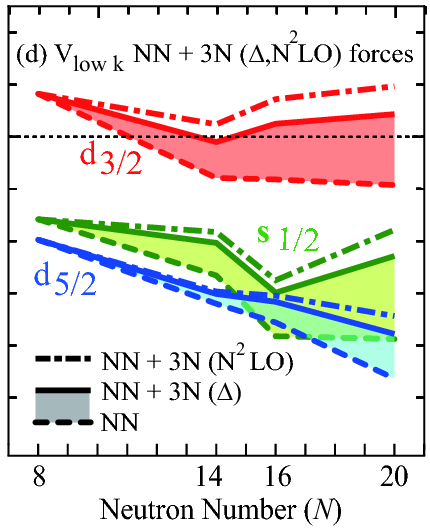 (d) V_low k NN + 3N (Δ,N²LO) forces
d3/2
s 1/2
d5/2
NN + 3N (N²LO)
NN + 3N (Δ)
NN
8 14 16 20
Neutron Number (N)